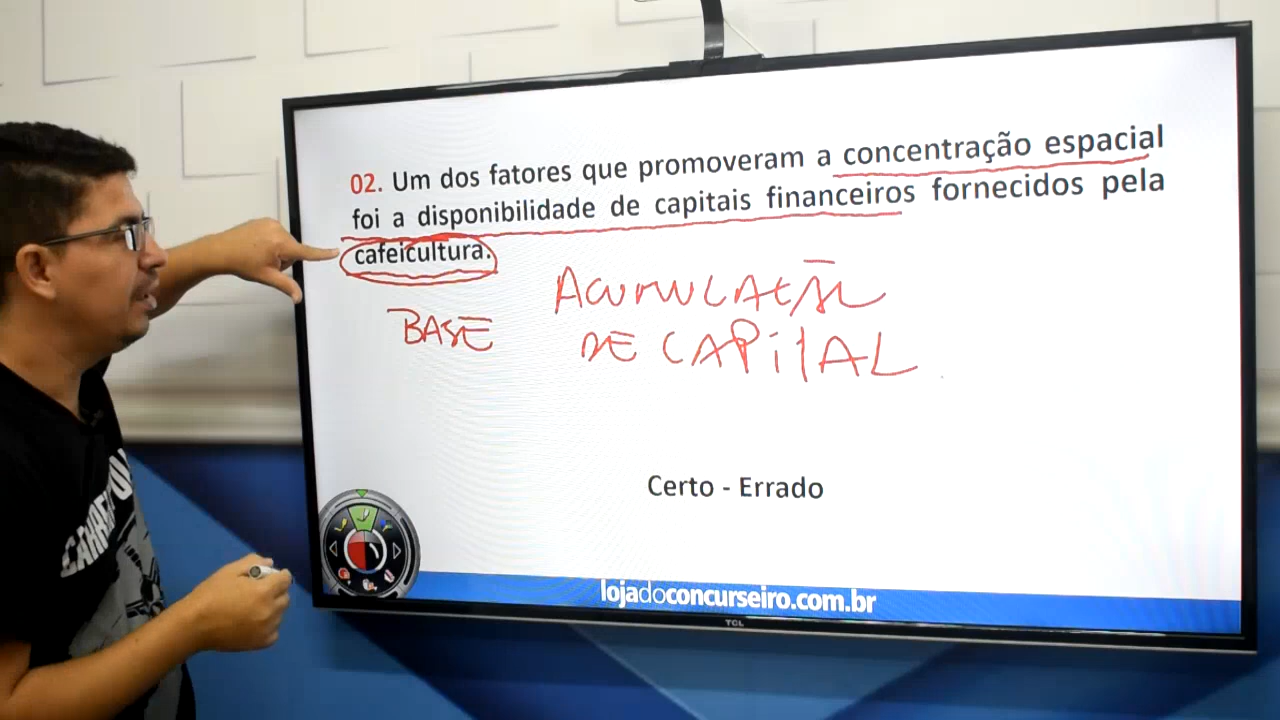 02. Um dos fatores que promoveram a concentração espacial
foi a disponibilidade de capitais financeiros fornecidos pela
cafeicultura.
BASE
ACUMULAÇÃO
DE CAPITAL
Certo - Errado
lojadoconcurseiro.com.br
TCL